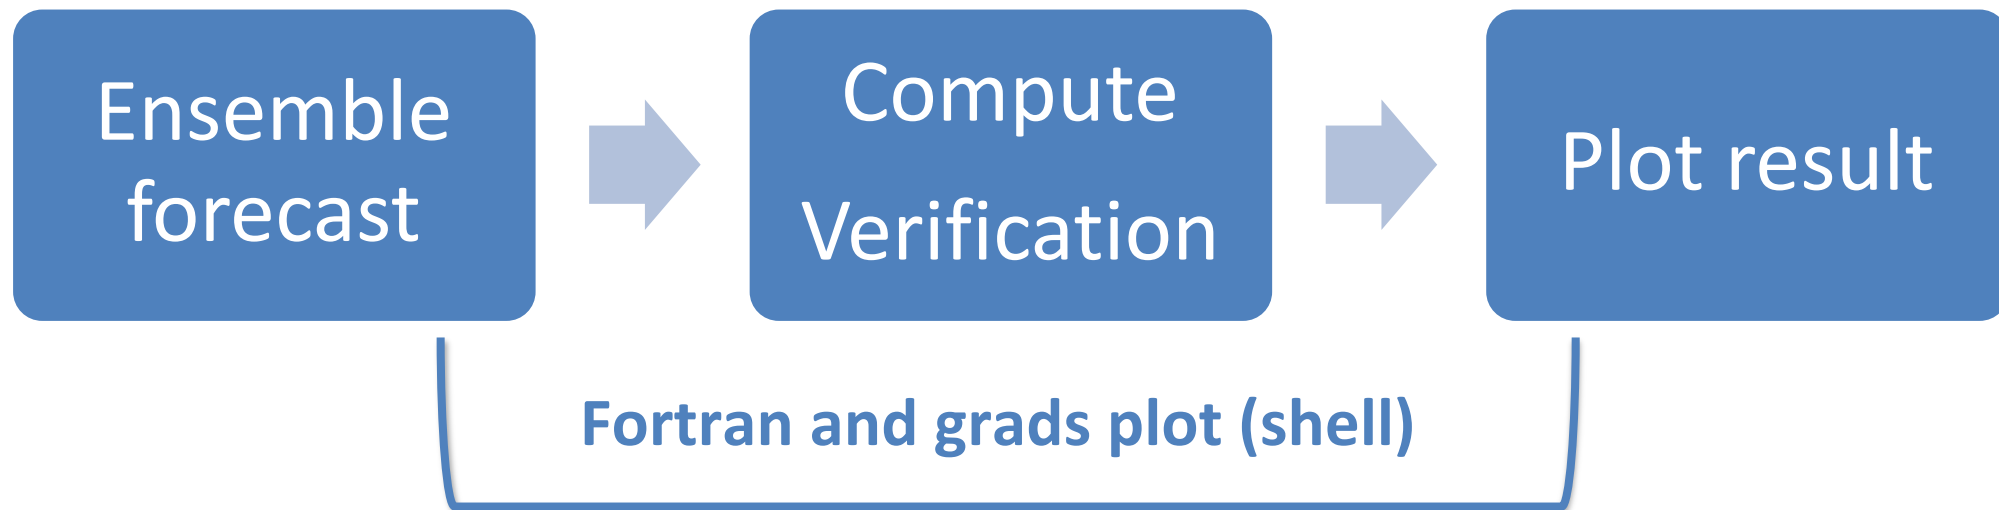 Ensemble
forecast
Compute
Verification
Plot result
Fortran and grads plot (shell)